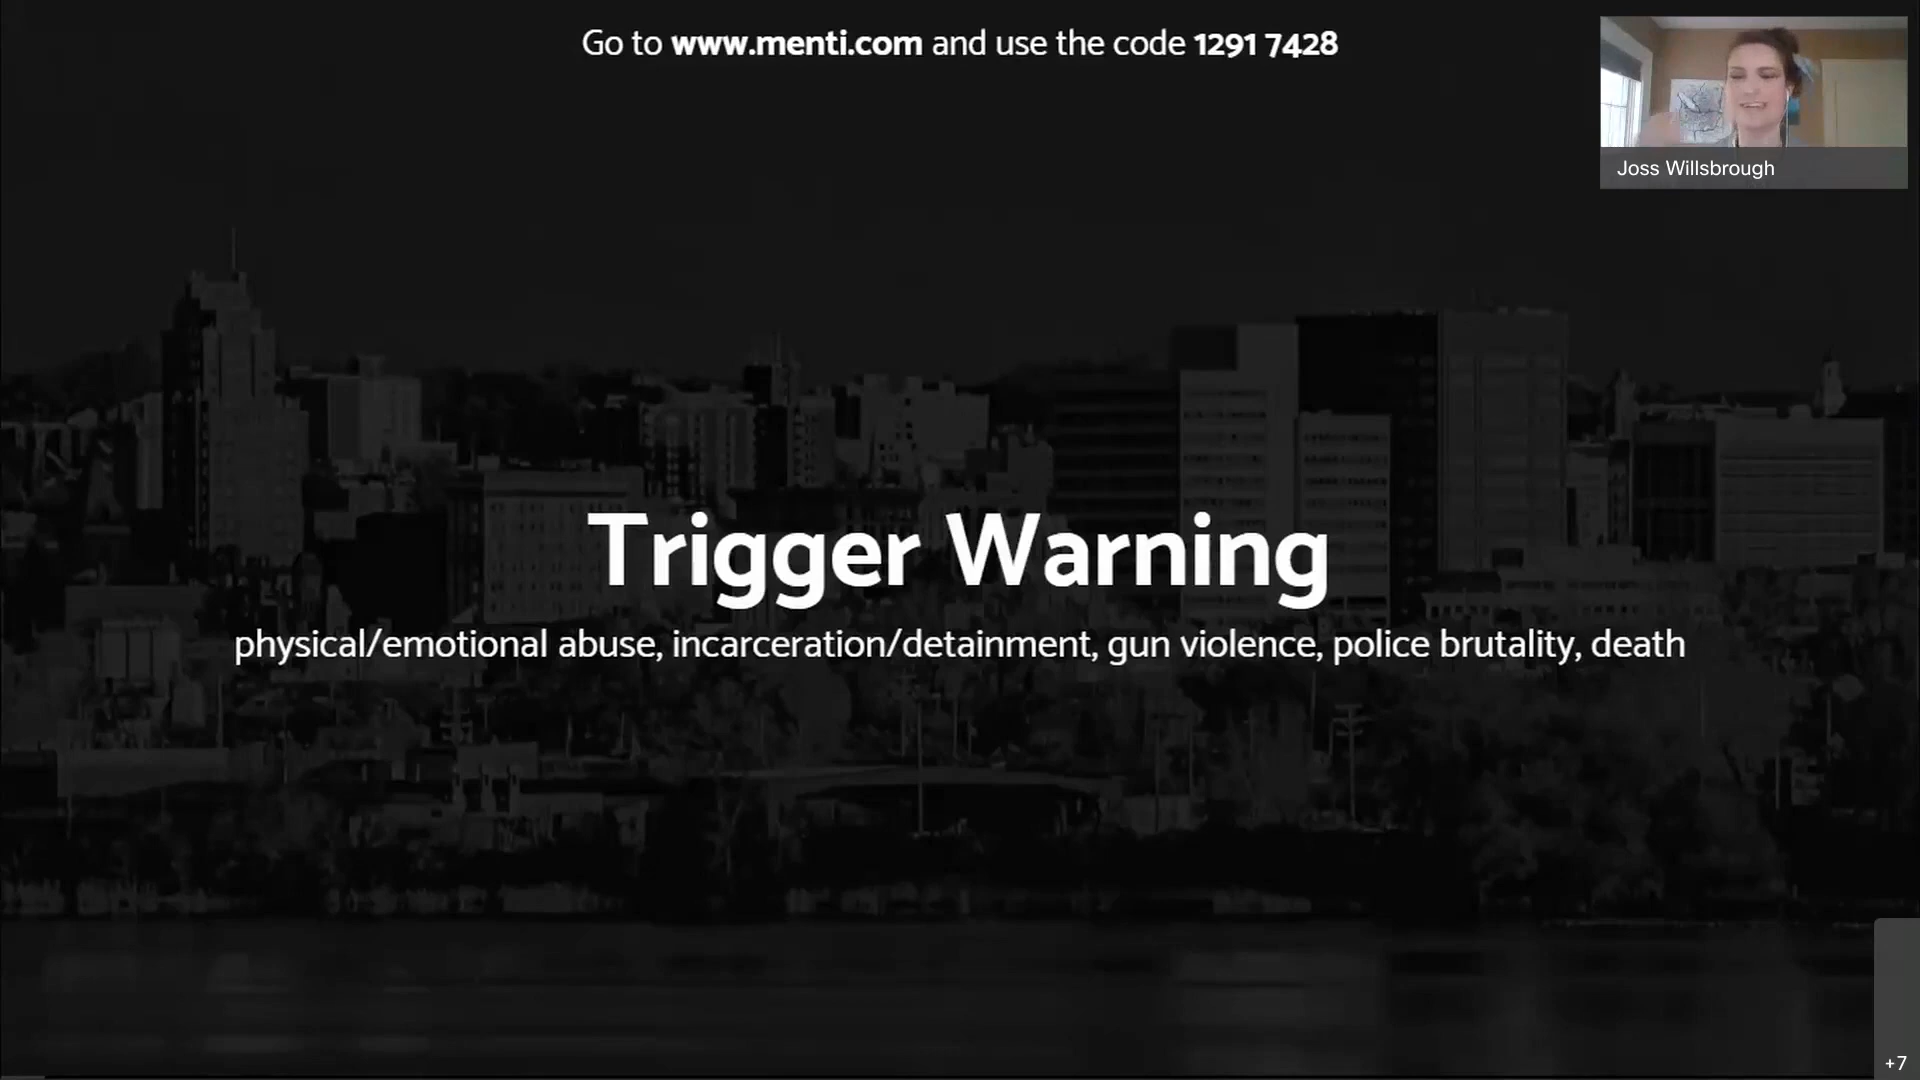 Go to www.menti.com and use the code 1291 7428
Joss Willsbrough
Trigger Warning
physical/emotional abuse, incarceration/detainment, gun violence, police brutality, death
+7